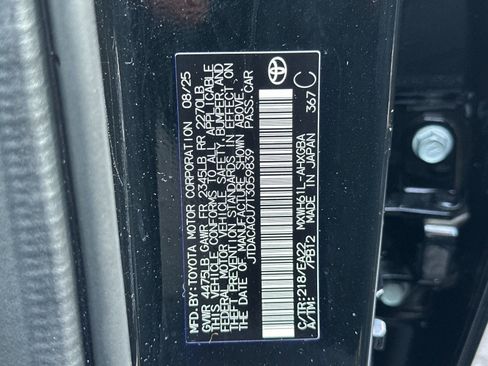 MFD.BY:TOYOTA MOTOR CORPORATION 08/25
GVWR 4475LB GAWR FR 2345LB RR 2270LB
THIS VEHICLE CONFORMS TO ALL APPLICABLE
FEDERAL MOTOR VEHICLE SAFETY, BUMPER, AND
THEFT PREVENTION STANDARDS IN EFFECT ON
THE DATE OF MANUFACTURE SHOWN ABOVE.
JTDACACU7T3059839 PASS.CAR
C/TR:218/EA22 MXWH61L-AHXGBA
A/TM: /PB12 MADE IN JAPAN 367
C